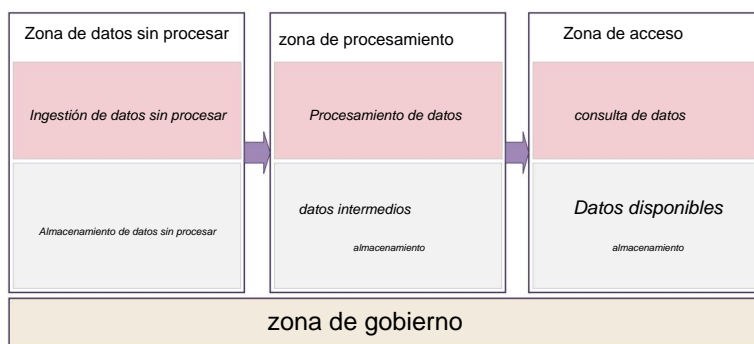 Zona de datos sin procesar
Ingestión de datos sin procesar
Almacenamiento de datos sin procesar
zona de procesamiento
Procesamiento de datos
datos intermedios
almacenamiento
Zona de acceso
consulta de datos
Datos disponibles
almacenamiento
zona de gobierno